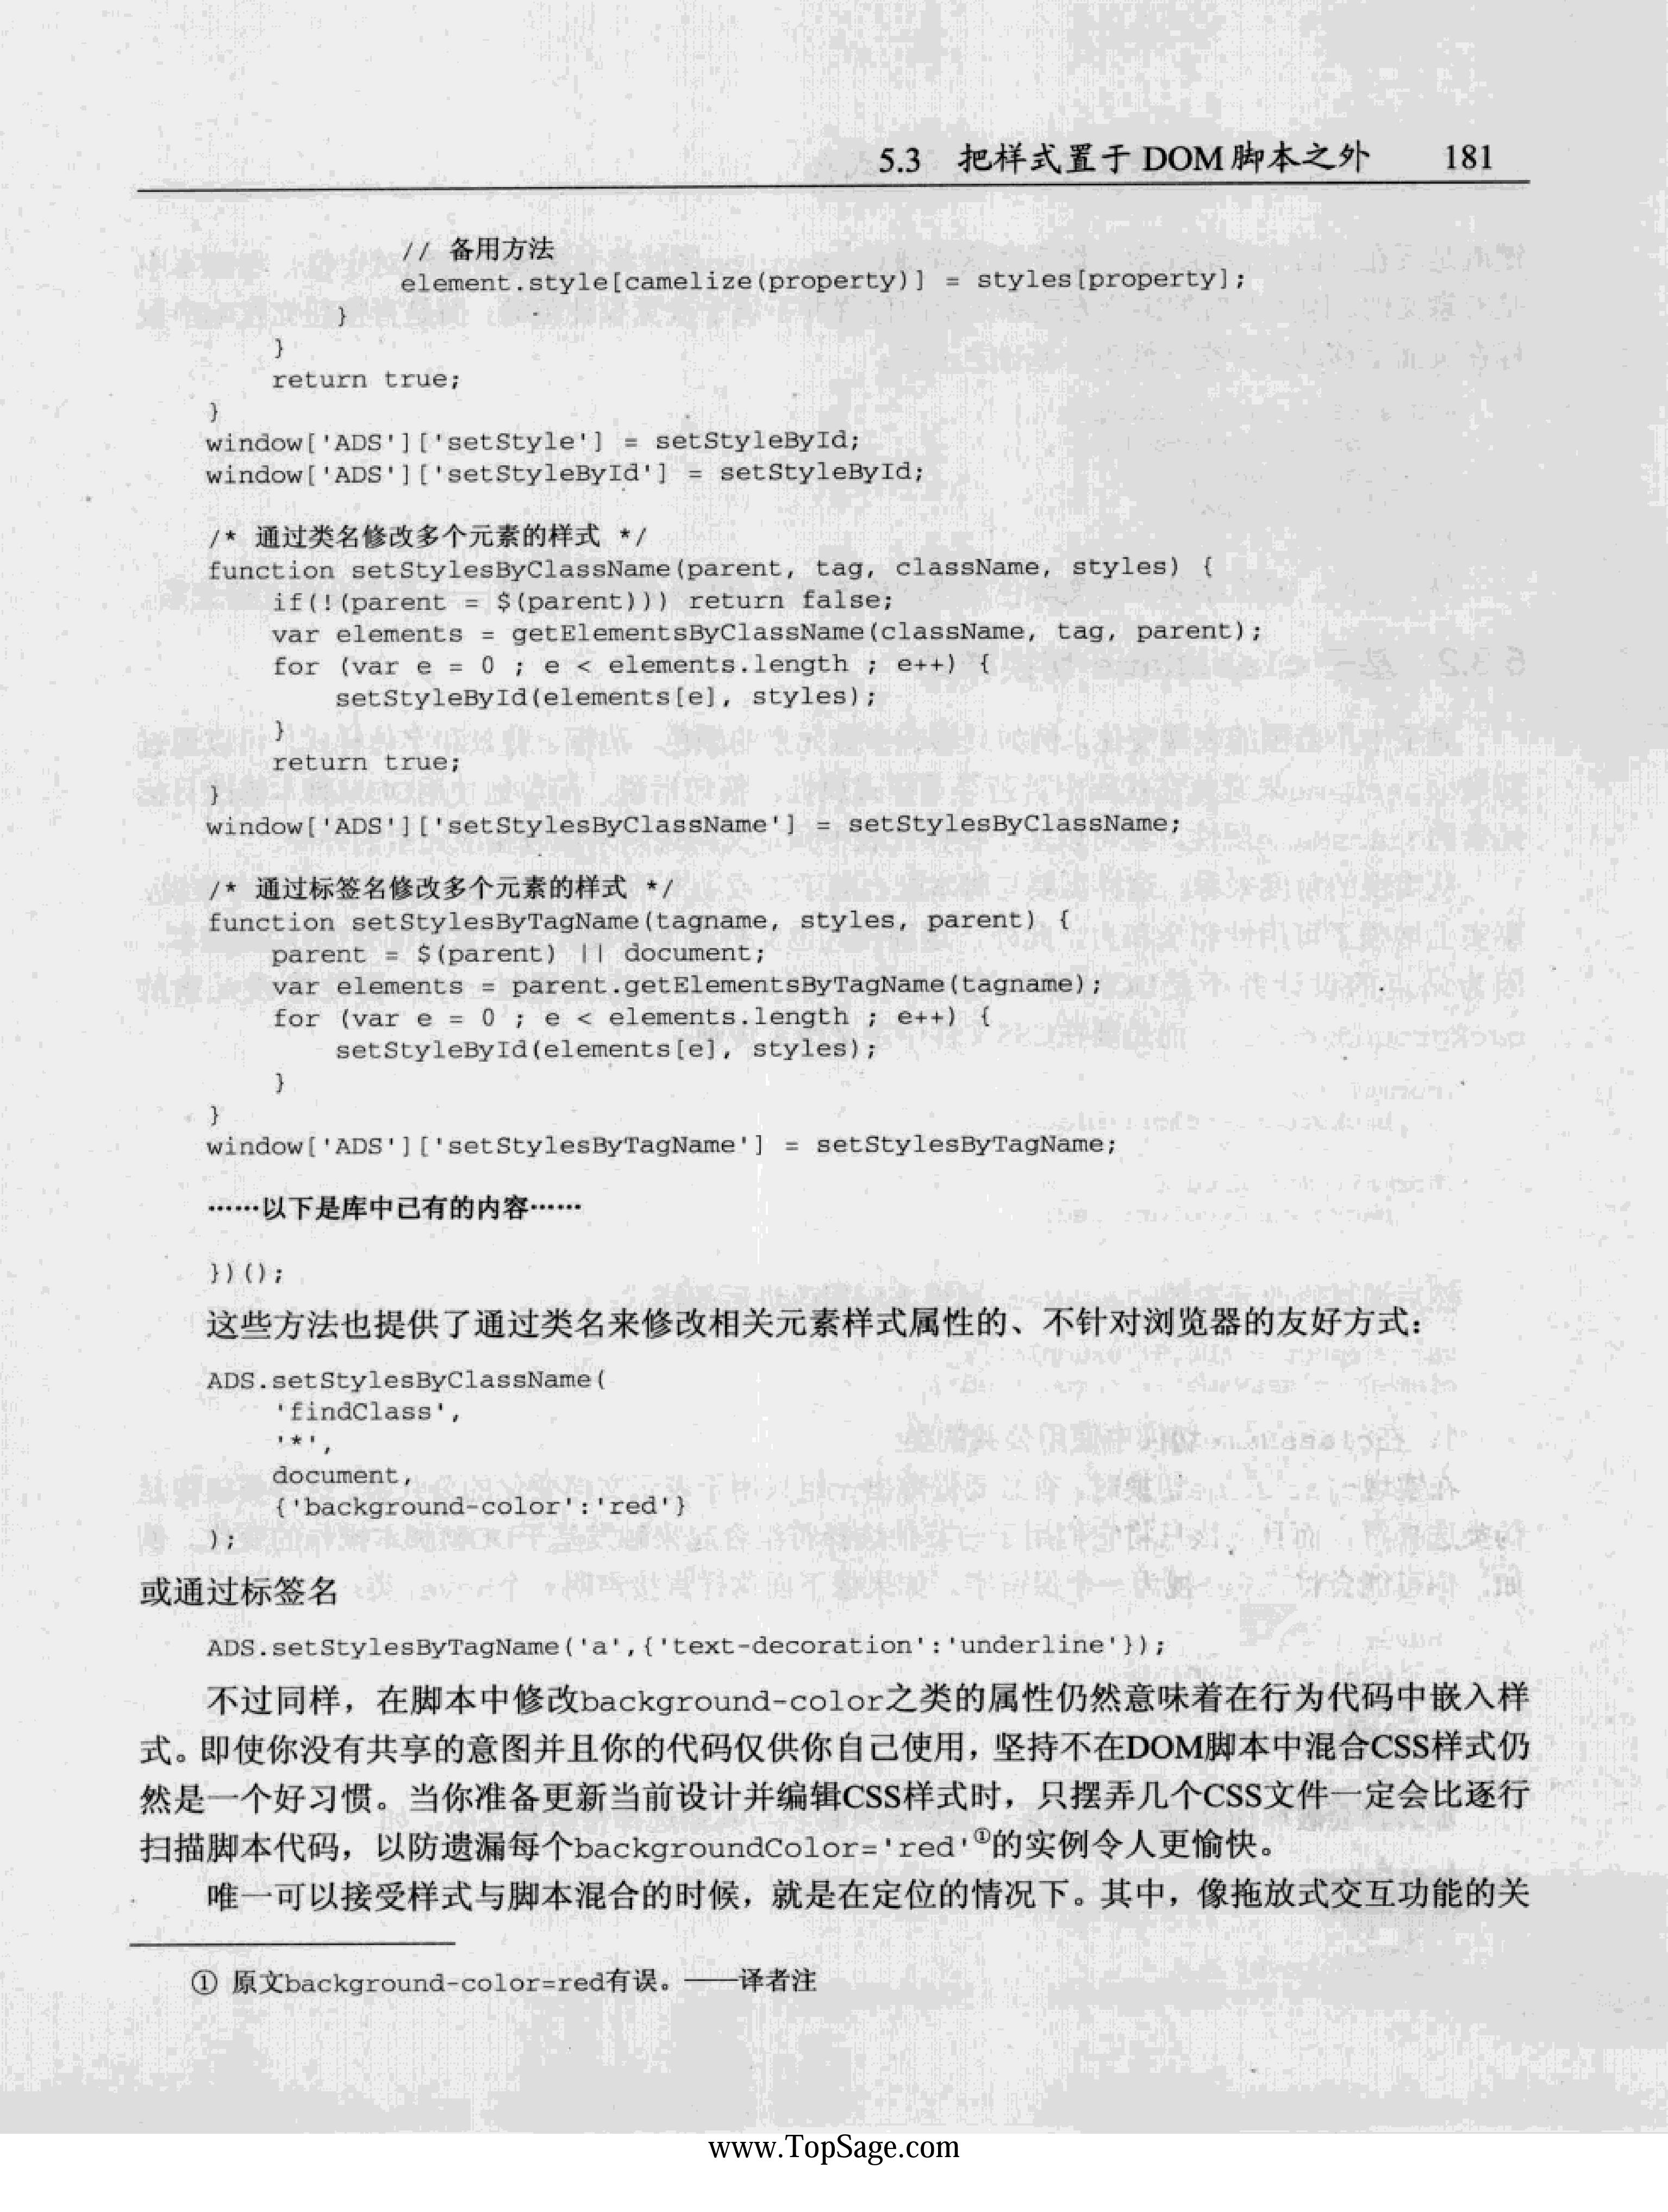 5.3 把样式置于 DOM 脚本之外 181
// 备用方法
element.style[camelize(property)] = styles[property];
}
}
return true;
}
window['ADS']['setStyle'] = setStyleById;
window['ADS']['setStyleById'] = setStyleById;
/* 通过类名修改多个元素的样式 */
function setStylesByClassName(parent, tag, className, styles) {
if(!(parent = $(parent))) return false;
var elements = getElementsByClassName(className, tag, parent);
for (var e = 0 ; e < elements.length ; e++) {
setStyleById(elements[e], styles);
}
return true;
}
window['ADS']['setStylesByClassName'] = setStylesByClassName;
/* 通过标签名修改多个元素的样式 */
function setStylesByTagName(tagname, styles, parent) {
parent = $(parent) || document;
var elements = parent.getElementsByTagName(tagname);
for (var e = 0 ; e < elements.length ; e++) {
setStyleById(elements[e], styles);
}
}
window['ADS']['setStylesByTagName'] = setStylesByTagName;
……以下是库中已有的内容……
})();
这些方法也提供了通过类名来修改相关元素样式属性的、不针对浏览器的友好方式：
ADS.setStylesByClassName(
'findClass',
'*',
document,
{'background-color':'red'}
);
或通过标签名
ADS.setStylesByTagName('a',{'text-decoration':'underline'});
不过同样，在脚本中修改background-color之类的属性仍然意味着在行为代码中嵌入样
式。即使你没有共享的意图并且你的代码仅供你自己使用，坚持不在DOM脚本中混合CSS样式仍
然是一个好习惯。当你准备更新当前设计并编辑CSS样式时，只摆弄几个CSS文件一定会比逐行
扫描脚本代码，以防遗漏每个backgroundColor='red'①的实例令人更愉快。
唯一可以接受样式与脚本混合的时候，就是在定位的情况下。其中，像拖放式交互功能的关
① 原文background-color=red有误。——译者注
www.TopSage.com